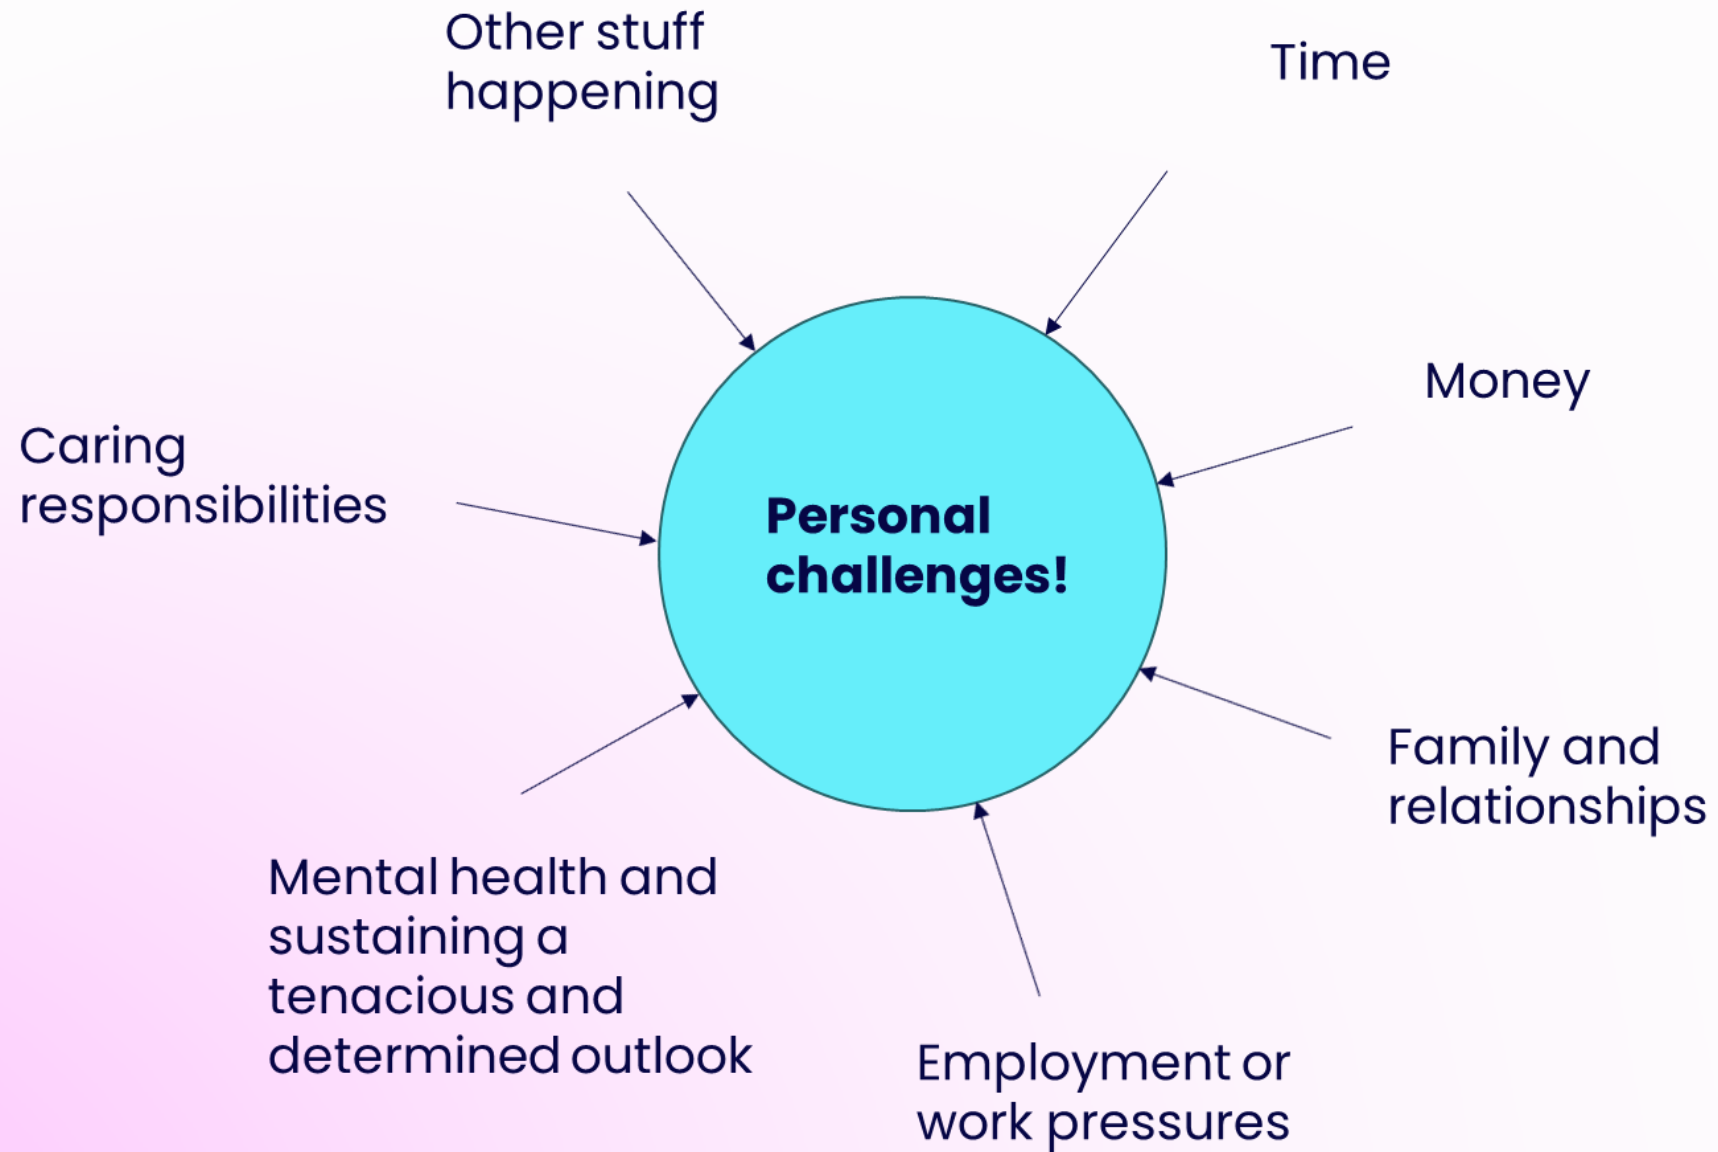 Other stuff
happening
Time
Money
Caring
responsibilities
Personal
challenges!
Family and
relationships
Mental health and
sustaining a
tenacious and
determined outlook
Employment or
work pressures